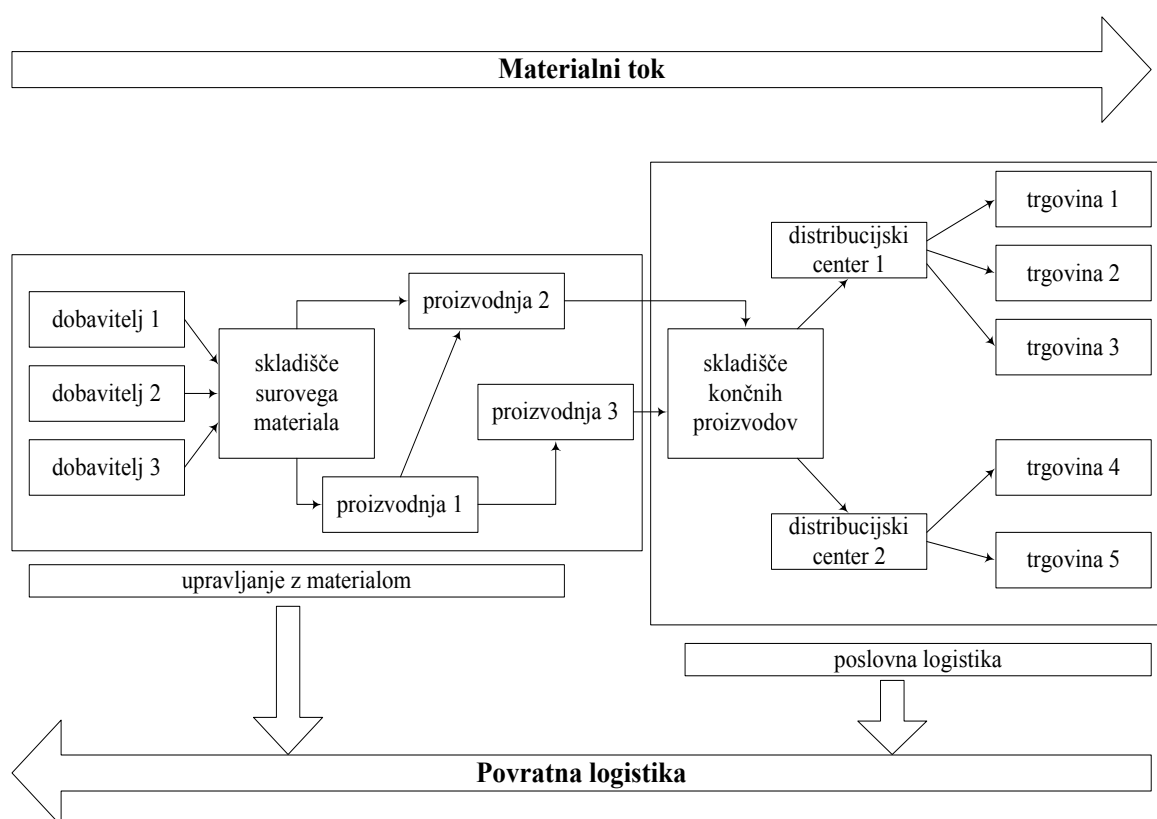 Materialni tok
dobavitelj 1
dobavitelj 2
dobavitelj 3
skladišče
surovega
materiala
proizvodnja 2
proizvodnja 3
proizvodnja 1
upravljanje z materialom
skladišče
končnih
proizvodov
distribucijski
center 1
distribucijski
center 2
trgovina 1
trgovina 2
trgovina 3
trgovina 4
trgovina 5
poslovna logistika
Povratna logistika